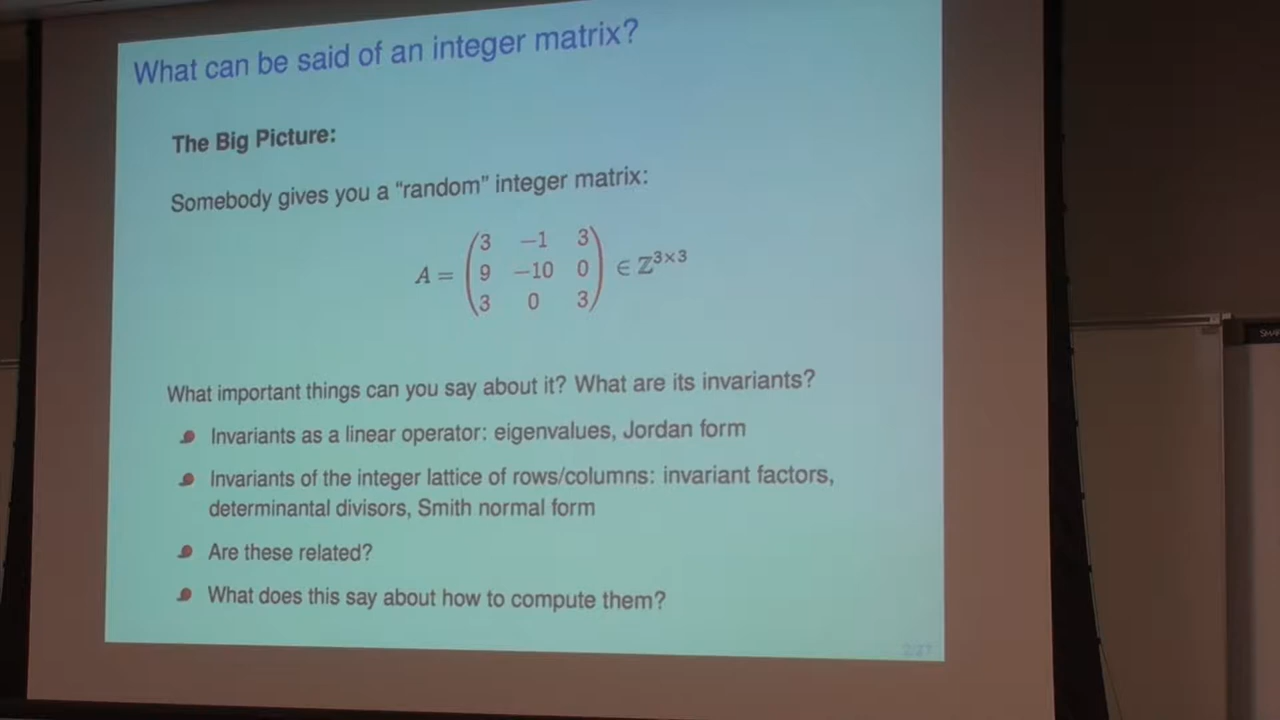 What can be said of an integer matrix?
The Big Picture:
Somebody gives you a “random” integer matrix:
A = (3 −1 3
9 −10 0
3 0 3) ∈ ℤ³ˣ³
What important things can you say about it? What are its invariants?
Invariants as a linear operator: eigenvalues, Jordan form
Invariants of the integer lattice of rows/columns: invariant factors,
determinantal divisors, Smith normal form
Are these related?
What does this say about how to compute them?
2/27